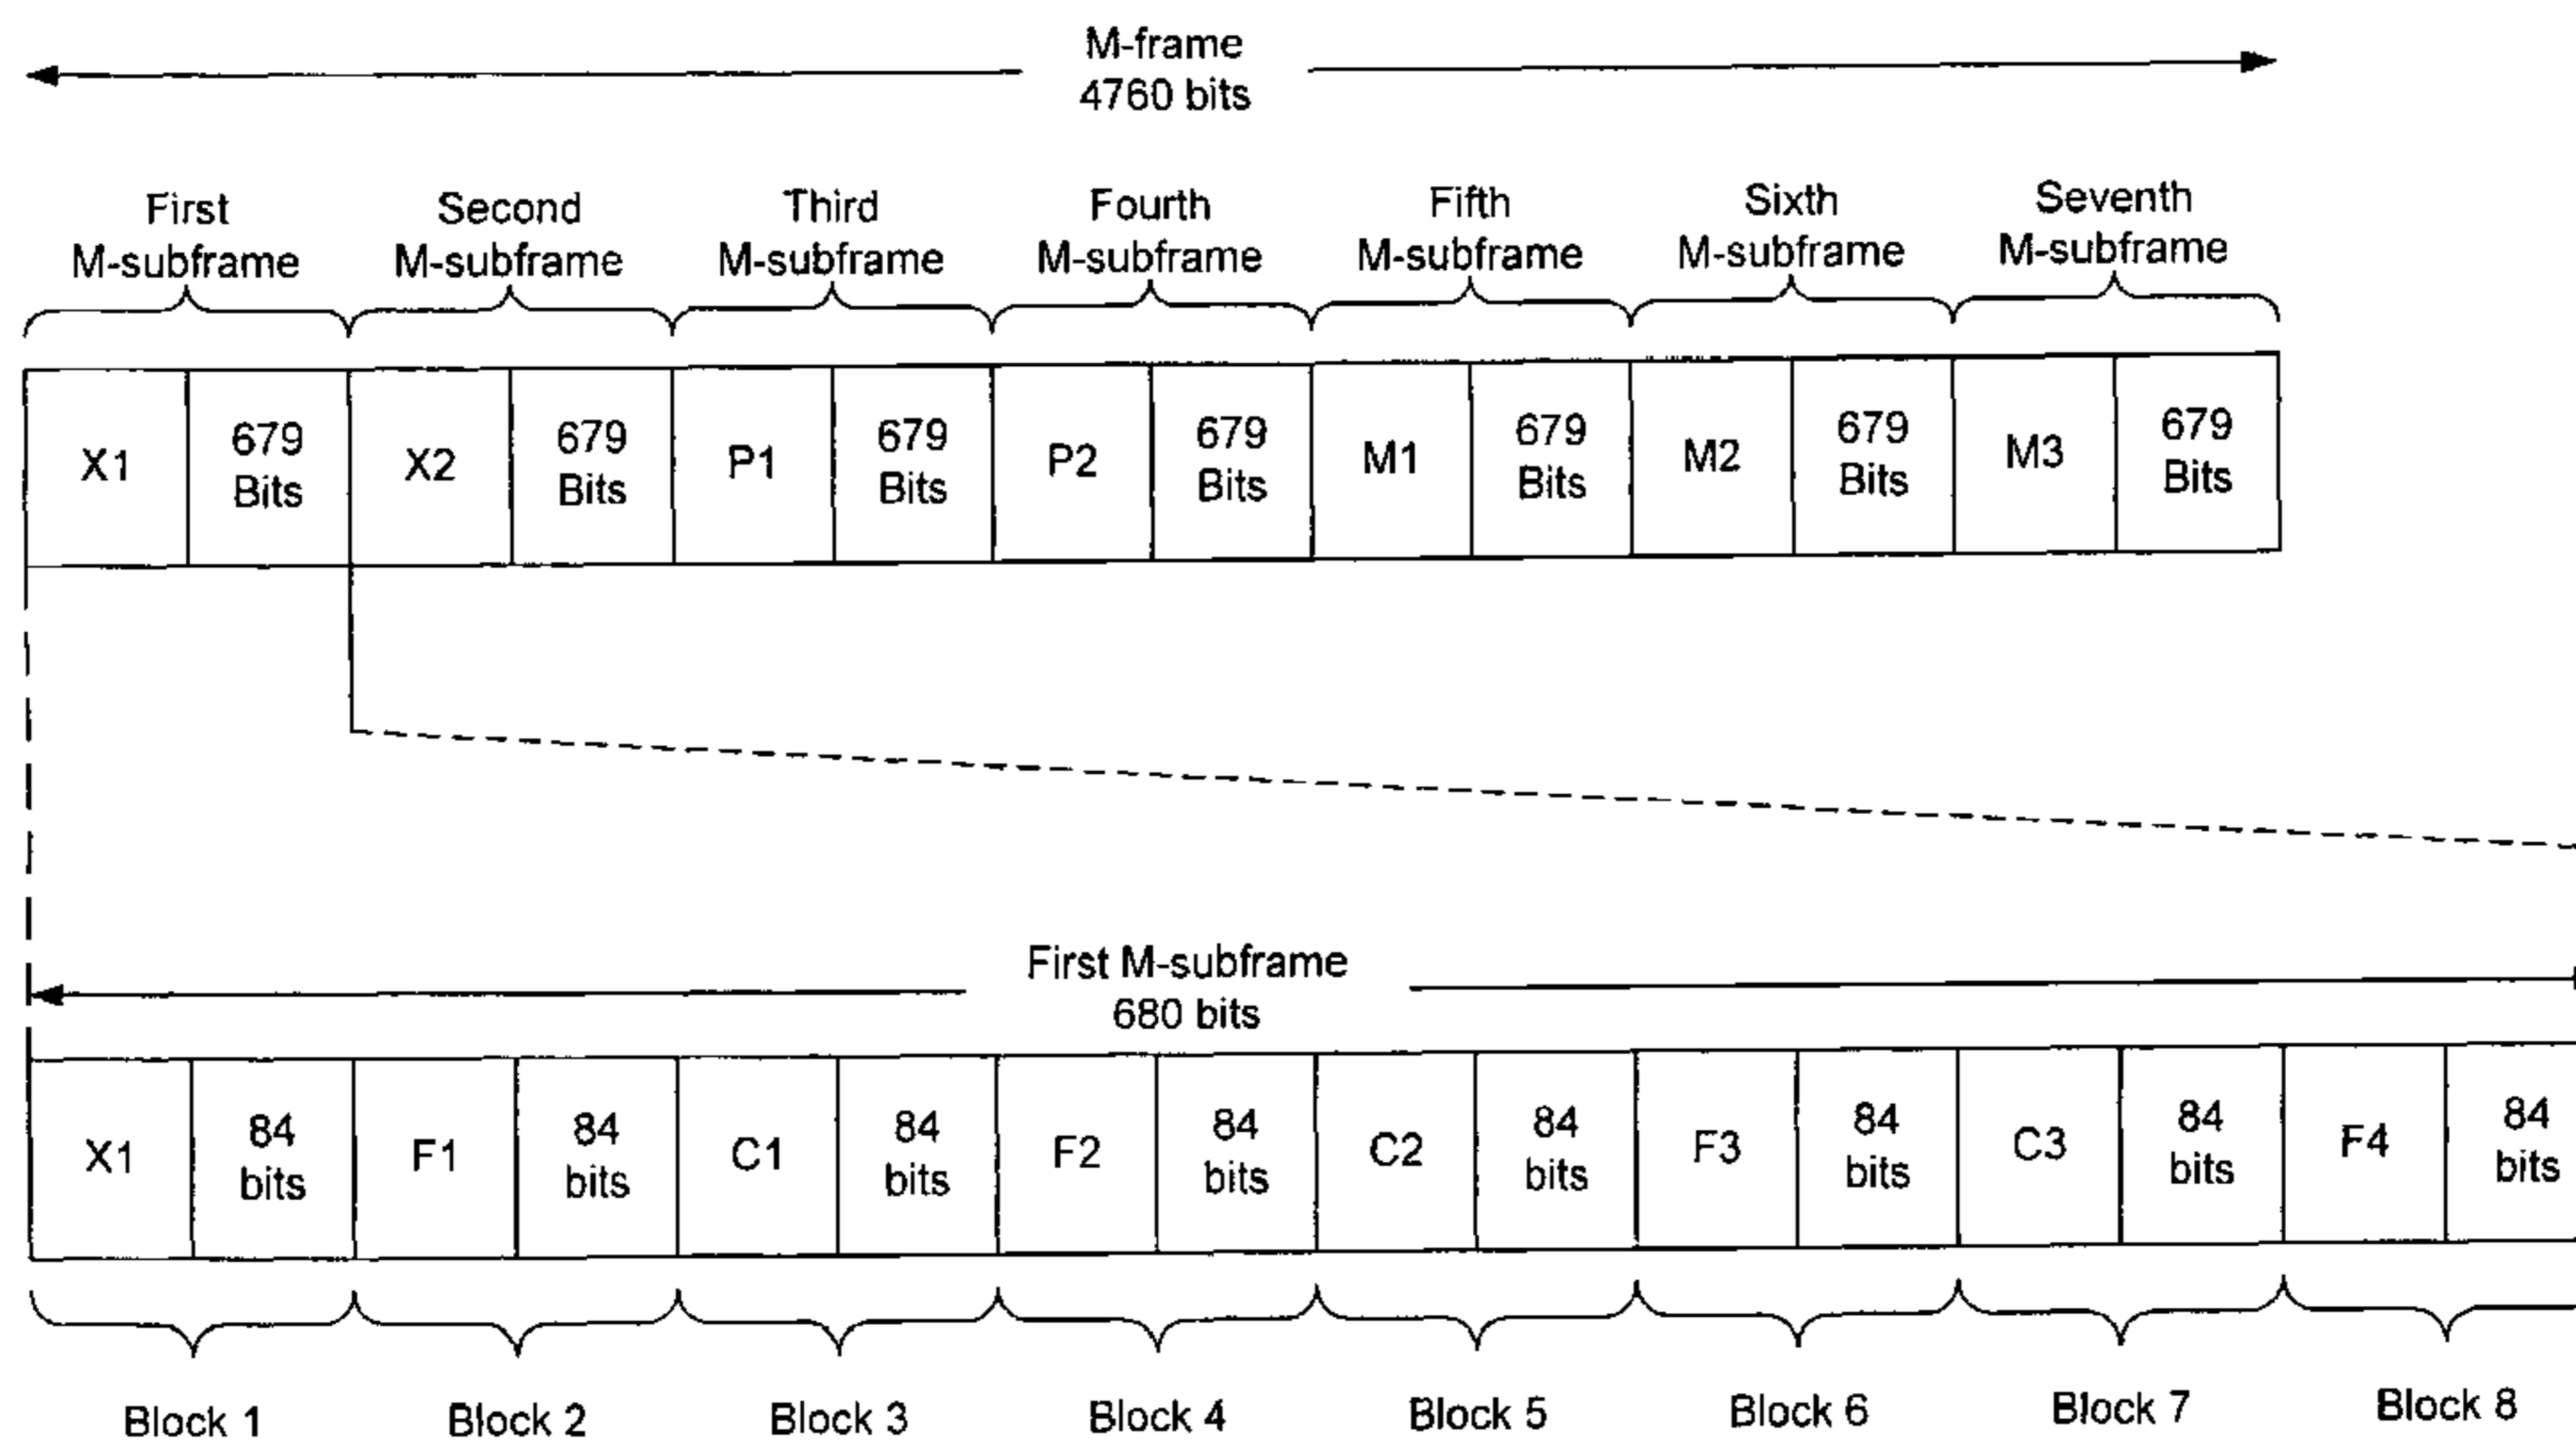 M-frame
4760 bits
First
M-subframe
Second
M-subframe
Third
M-subframe
Fourth
M-subframe
Fifth
M-subframe
Sixth
M-subframe
Seventh
M-subframe
X1
679
Bits
X2
679
Bits
P1
679
Bits
P2
679
Bits
M1
679
Bits
M2
679
Bits
M3
679
Bits
First M-subframe
680 bits
X1
84
bits
F1
84
bits
C1
84
bits
F2
84
bits
C2
84
bits
F3
84
bits
C3
84
bits
F4
84
bits
Block 1
Block 2
Block 3
Block 4
Block 5
Block 6
Block 7
Block 8